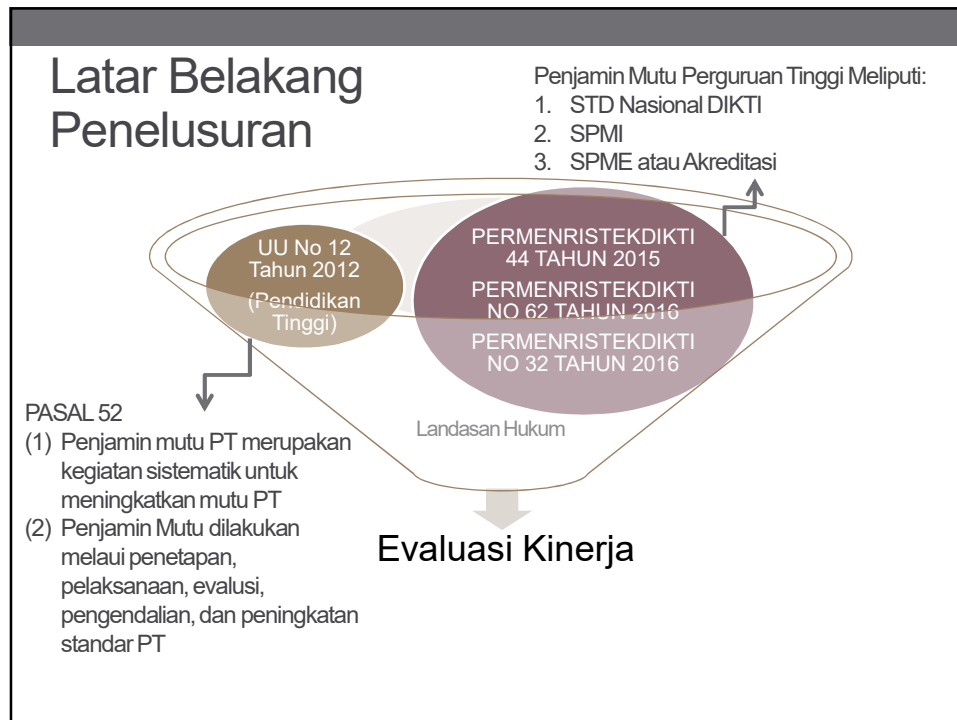 Latar Belakang
Penelusuran
Penjamin Mutu Perguruan Tinggi Meliputi:
1. STD Nasional DIKTI
2. SPMI
3. SPME atau Akreditasi
UU No 12
Tahun 2012
(Pendidikan
Tinggi)
PERMENRISTEKDIKTI
44 TAHUN 2015
PERMENRISTEKDIKTI
NO 62 TAHUN 2016
PERMENRISTEKDIKTI
NO 32 TAHUN 2016
Landasan Hukum
PASAL 52
(1) Penjamin mutu PT merupakan
kegiatan sistematik untuk
meningkatkan mutu PT
(2) Penjamin Mutu dilakukan
melaui penetapan,
pelaksanaan, evalusi,
pengendalian, dan peningkatan
standar PT
Evaluasi Kinerja